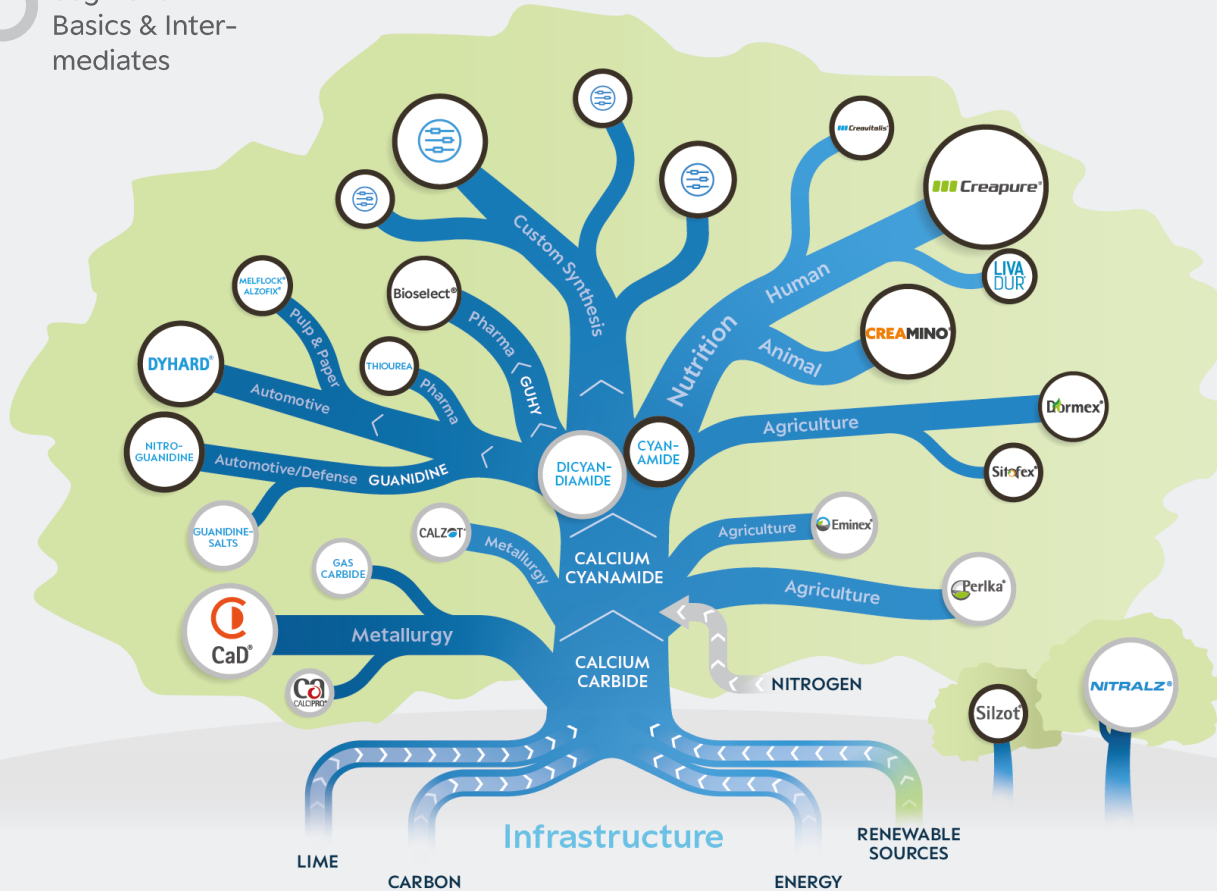 Basics & Inter-
mediates
Creavitalis®
Creapure®
LIVA
DUR®
CREAMINO®
Custom Synthesis
Human
Nutrition
Animal
MELFLOCK®
ALZOFIX®
Pulp & Paper
Bioselect®
Pharma
GUHY
DYHARD®
Automotive
THIOUREA
Pharma
NITRO-
GUANIDINE
Automotive/Defense
GUANIDINE
GUANIDINE-
SALTS
DICYAN-
DIAMIDE
CYAN-
AMIDE
Agriculture
Dormex®
Sitofex®
CALZOT®
Metallurgy
GAS
CARBIDE
CALCIUM
CYANAMIDE
Agriculture
Eminex®
Agriculture
Perlka®
CaD®
Metallurgy
ca
CALCIPRO®
CALCIUM
CARBIDE
NITROGEN
Silzot®
NITRALZ®
Infrastructure
LIME
CARBON
ENERGY
RENEWABLE
SOURCES